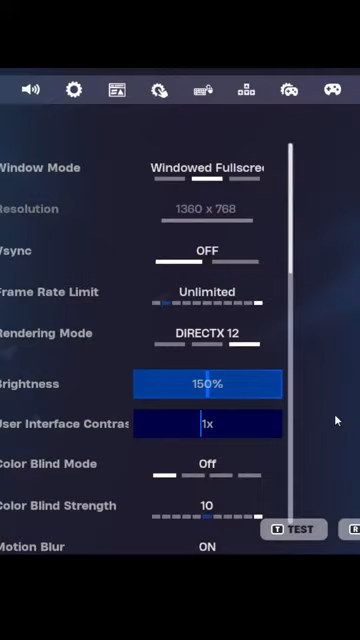 Window Mode
Windowed Fullscree
Resolution
1360 x 768
Vsync
OFF
Frame Rate Limit
Unlimited
Rendering Mode
DIRECTX 12
Brightness
150%
User Interface Contras
1x
Color Blind Mode
Off
Color Blind Strength
10
T TEST
R
Motion Blur
ON